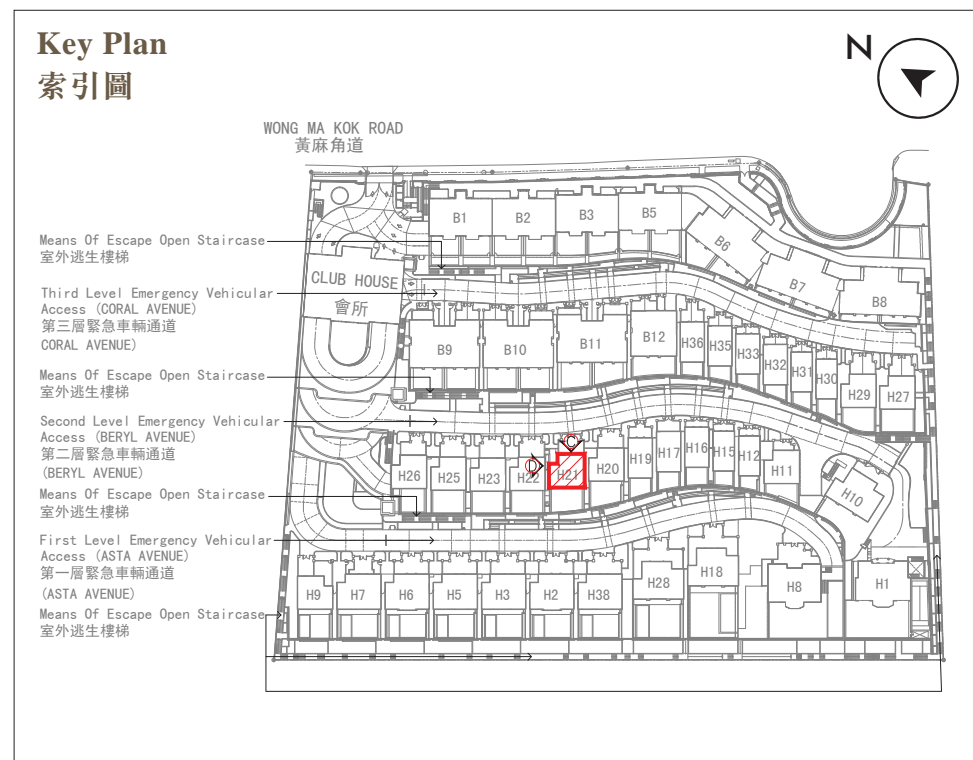 Key Plan
索引圖
N
WONG MA KOK ROAD
黃麻角道
B1
B2
B3
B5
B6
B7
B8
Means Of Escape Open Staircase
室外逃生樓梯
CLUB HOUSE
會所
Third Level Emergency Vehicular
Access (CORAL AVENUE)
第三層緊急車輛通道
CORAL AVENUE)
B9
B10
B11
B12
H36
H35
H33
H32
H31
H30
H29
H27
Means Of Escape Open Staircase
室外逃生樓梯
Second Level Emergency Vehicular
Access (BERYL AVENUE)
第二層緊急車輛通道
(BERYL AVENUE)
H26
H25
H23
H22
H21
H20
H19
H17
H16
H15
H12
H11
H10
C
D
Means Of Escape Open Staircase
室外逃生樓梯
First Level Emergency Vehicular
Access (ASTA AVENUE)
第一層緊急車輛通道
(ASTA AVENUE)
H9
H7
H6
H5
H3
H2
H38
H28
H18
H8
H1
Means Of Escape Open Staircase
室外逃生樓梯